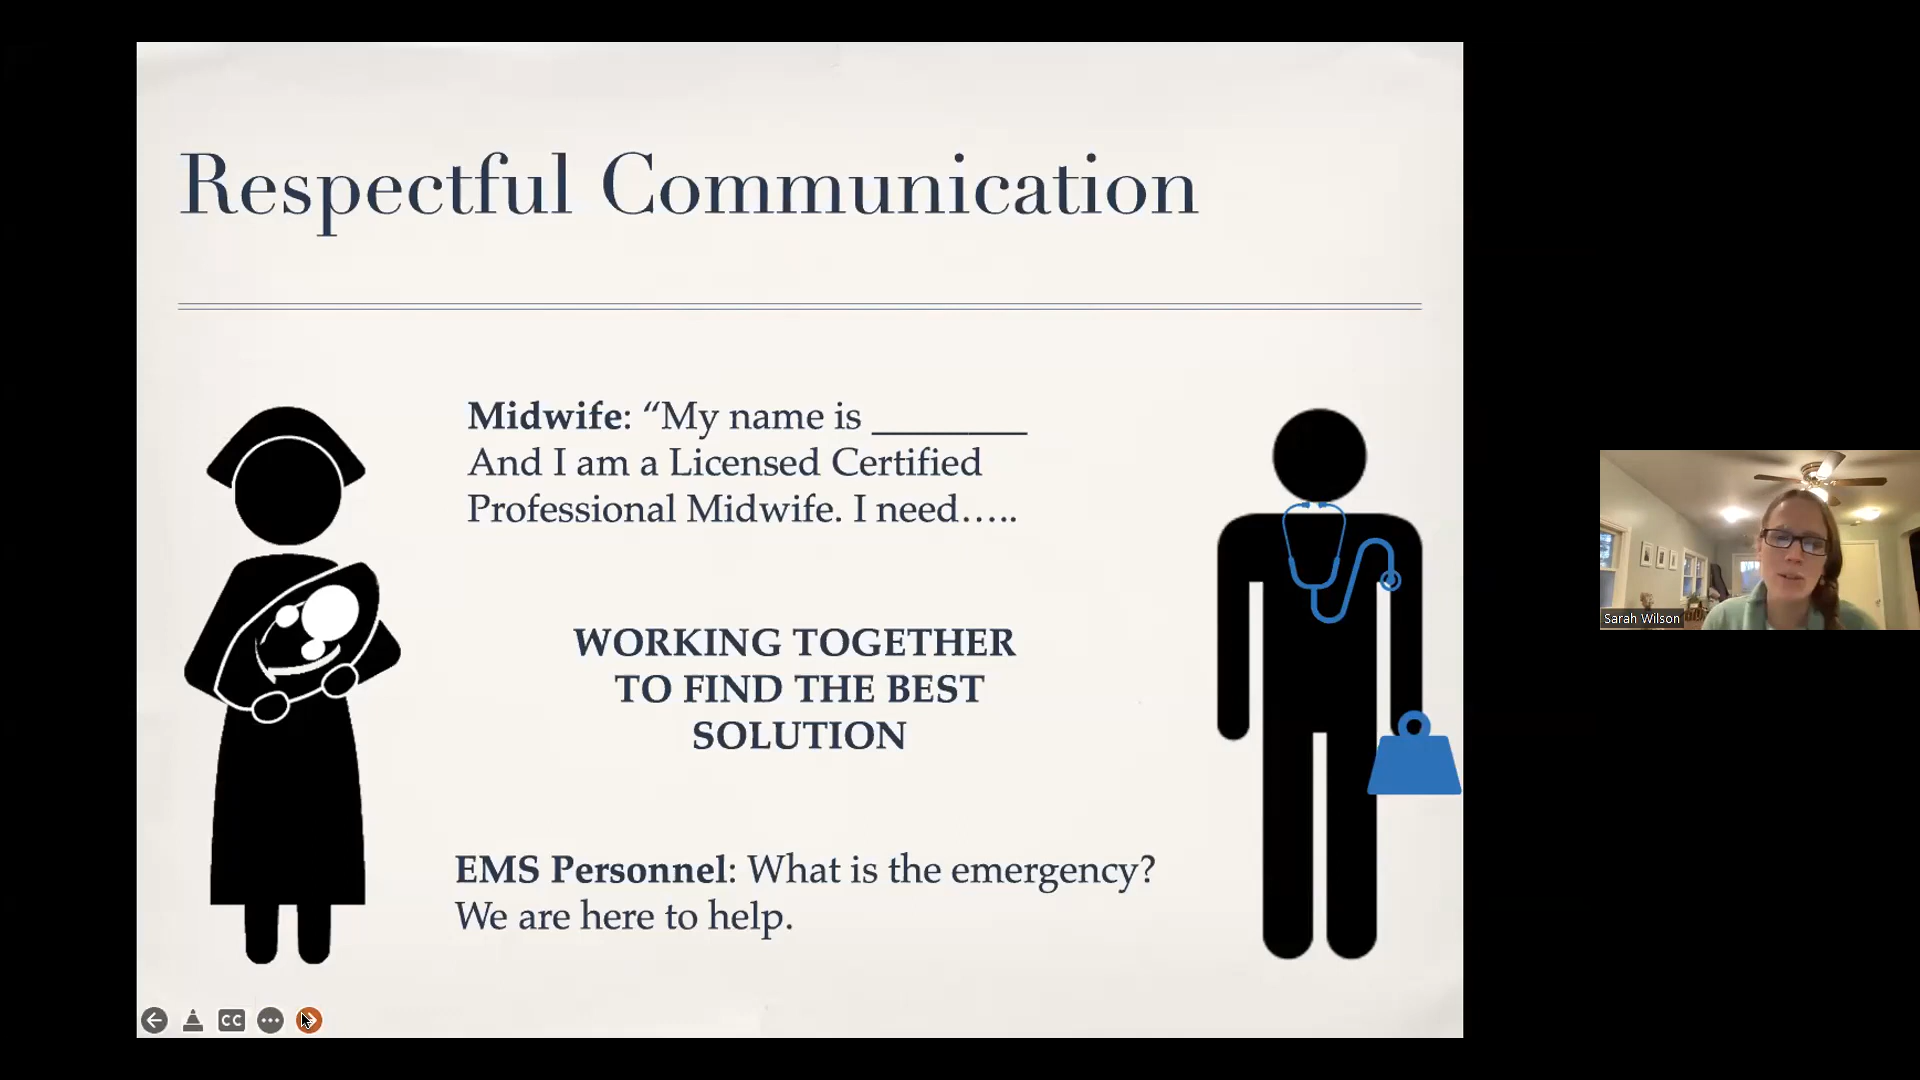 Respectful Communication
Midwife: “My name is ________
And I am a Licensed Certified
Professional Midwife. I need…..
WORKING TOGETHER
TO FIND THE BEST
SOLUTION
EMS Personnel: What is the emergency?
We are here to help.
CC
Sarah Wilson